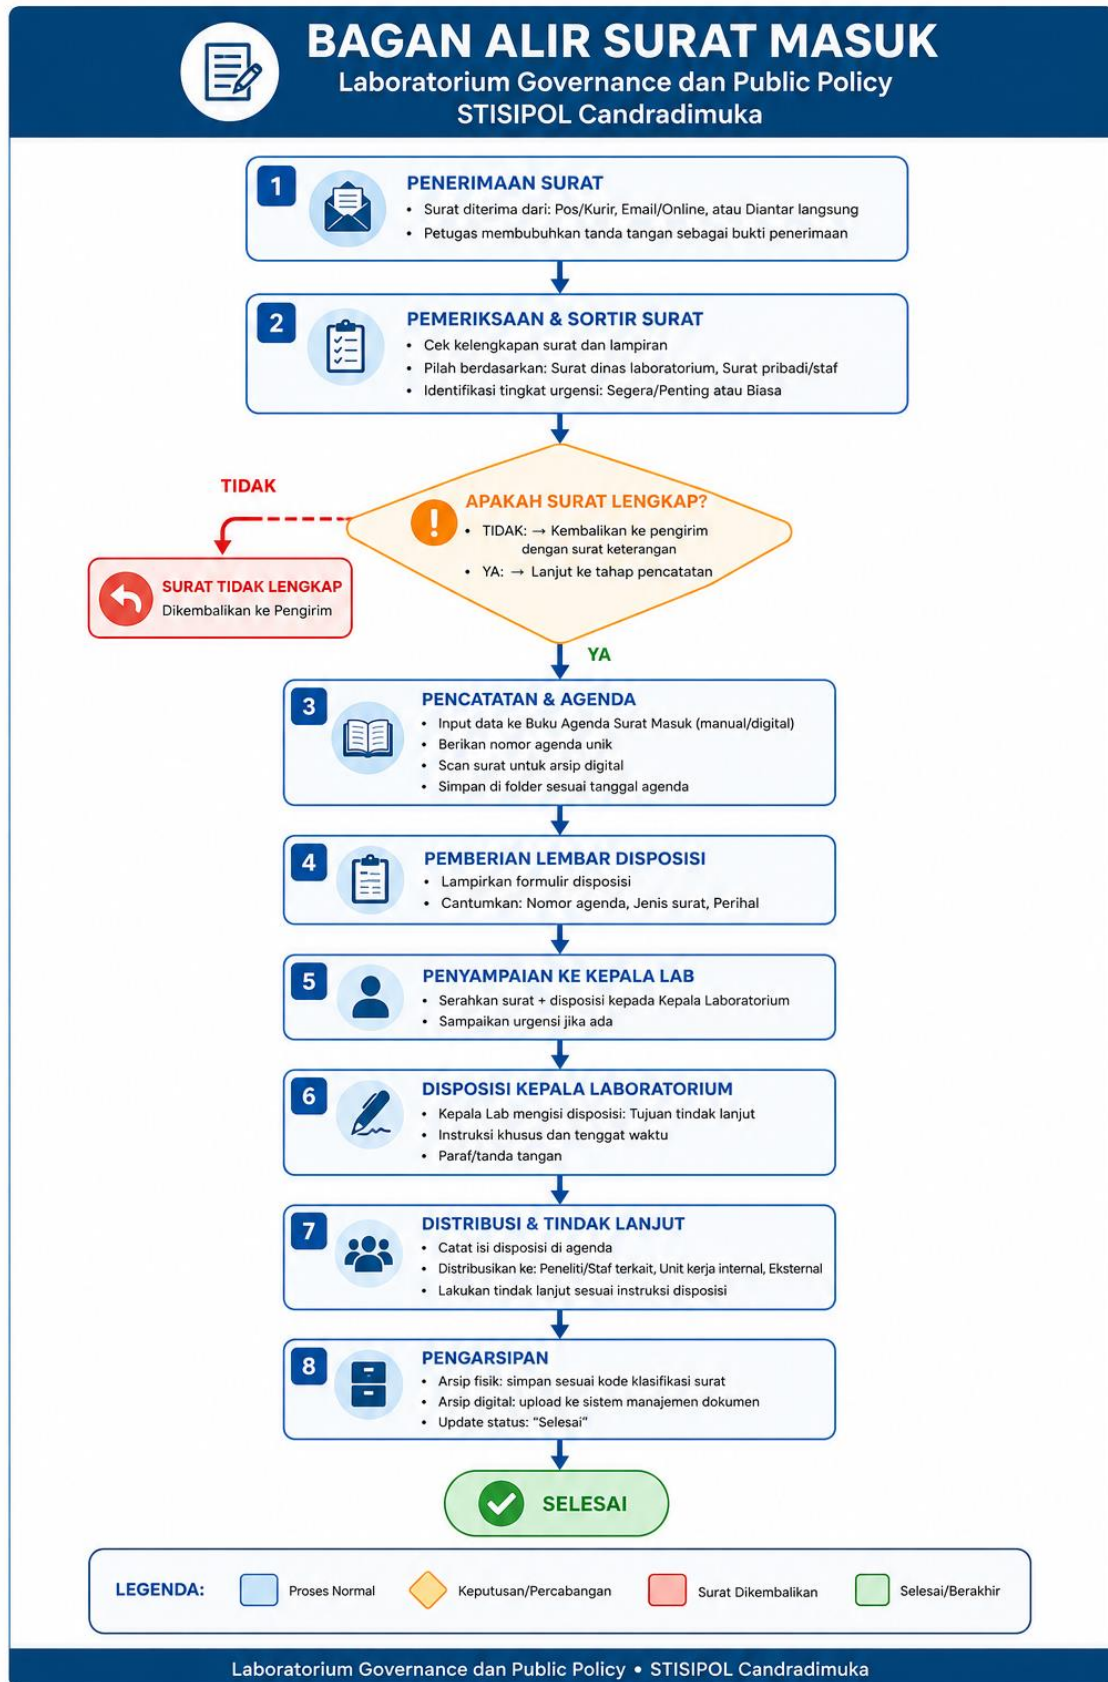 BAGAN ALIR SURAT MASUK
Laboratorium Governance dan Public Policy
STISIPOL Candradimuka
1
PENERIMAAN SURAT
• Surat diterima dari: Pos/Kurir, Email/Online, atau Diantar langsung
• Petugas membubuhkan tanda tangan sebagai bukti penerimaan
2
PEMERIKSAAN & SORTIR SURAT
• Cek kelengkapan surat dan lampiran
• Pilah berdasarkan: Surat dinas laboratorium, Surat pribadi/staf
• Identifikasi tingkat urgensi: Segera/Penting atau Biasa
APAKAH SURAT LENGKAP?
• TIDAK: → Kembalikan ke pengirim
dengan surat keterangan
• YA: → Lanjut ke tahap pencatatan
TIDAK
SURAT TIDAK LENGKAP
Dikembalikan ke Pengirim
YA
3
PENCATATAN & AGENDA
• Input data ke Buku Agenda Surat Masuk (manual/digital)
• Berikan nomor agenda unik
• Scan surat untuk arsip digital
• Simpan di folder sesuai tanggal agenda
4
PEMBERIAN LEMBAR DISPOSISI
• Lampirkan formulir disposisi
• Cantumkan: Nomor agenda, Jenis surat, Perihal
5
PENYAMPAIAN KE KEPALA LAB
• Serahkan surat + disposisi kepada Kepala Laboratorium
• Sampaikan urgensi jika ada
6
DISPOSISI KEPALA LABORATORIUM
• Kepala Lab mengisi disposisi: Tujuan tindak lanjut
• Instruksi khusus dan tenggat waktu
• Paraf/tanda tangan
7
DISTRIBUSI & TINDAK LANJUT
• Catat isi disposisi di agenda
• Distribusikan ke: Peneliti/Staf terkait, Unit kerja internal, Eksternal
• Lakukan tindak lanjut sesuai instruksi disposisi
8
PENGARSIPAN
• Arsip fisik: simpan sesuai kode klasifikasi surat
• Arsip digital: upload ke sistem manajemen dokumen
• Update status: “Selesai”
SELESAI
LEGENDA: Proses Normal Keputusan/Percabangan Surat Dikembalikan Selesai/Berakhir
Laboratorium Governance dan Public Policy • STISIPOL Candradimuka